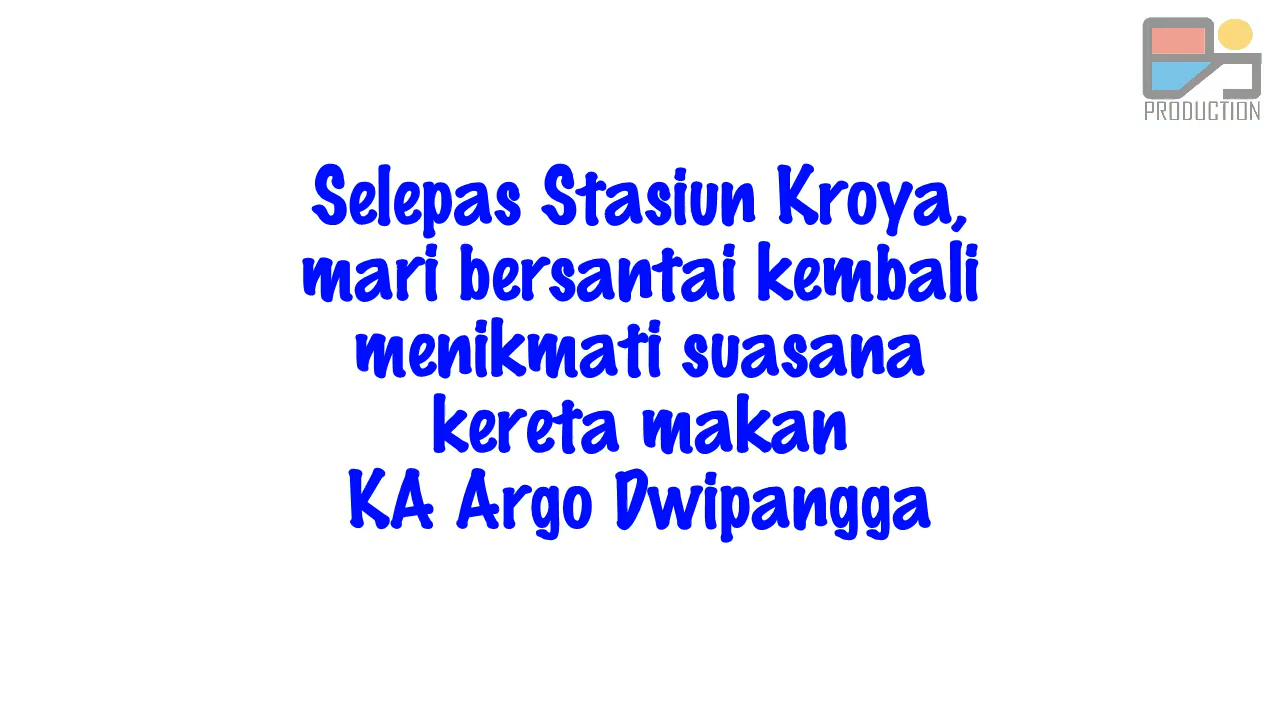 PRODUCTION
Selepas Stasiun Kroya,
mari bersantai kembali
menikmati suasana
kereta makan
KA Argo Dwipangga